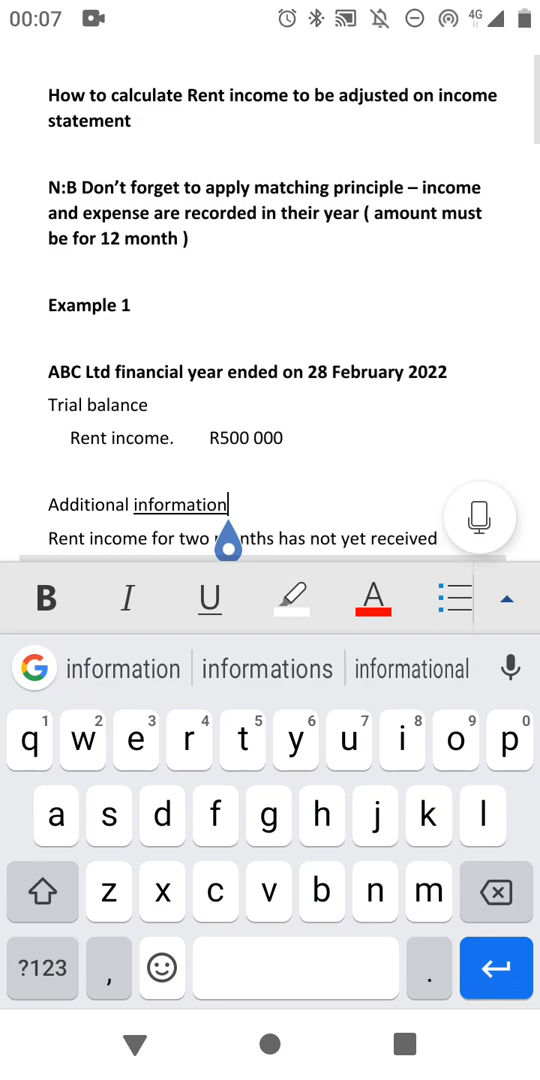 00:07
4G
How to calculate Rent income to be adjusted on income
statement
N:B Don’t forget to apply matching principle – income
and expense are recorded in their year ( amount must
be for 12 month )
Example 1
ABC Ltd financial year ended on 28 February 2022
Trial balance
Rent income. R500 000
Additional information
Rent income for two months has not yet received
B I U A
information informations informational
1 2 3 4 5 6 7 8 9 0
q w e r t y u i o p
a s d f g h j k l
z x c v b n m
?123 , .